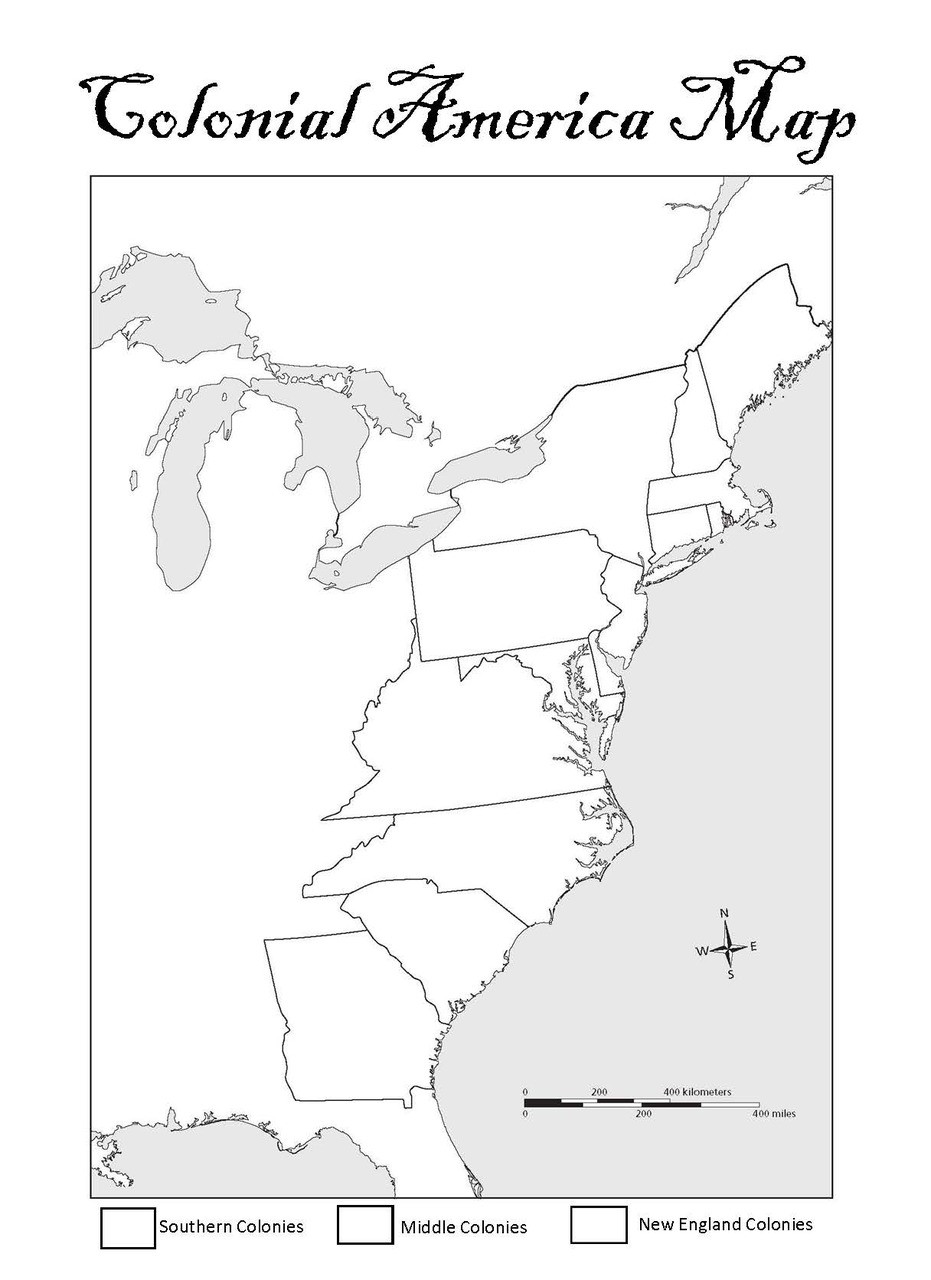 Colonial America Map
N
W E
S
0 200 400 kilometers
0 200 400 miles
Southern Colonies Middle Colonies New England Colonies